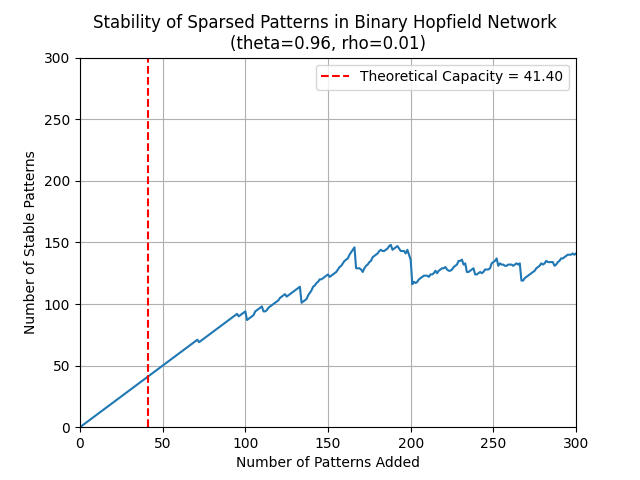 Stability of Sparsed Patterns in Binary Hopfield Network
(theta=0.96, rho=0.01)
Theoretical Capacity = 41.40
Number of Stable Patterns
300
250
200
150
100
50
0
0 50 100 150 200 250 300
Number of Patterns Added